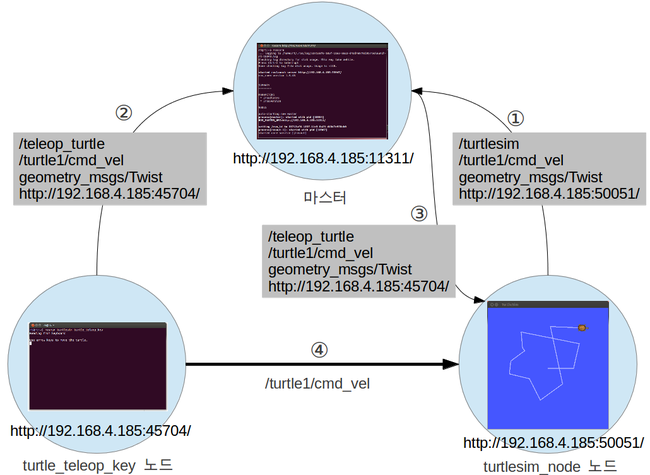 ②
/teleop_turtle
/turtle1/cmd_vel
geometry_msgs/Twist
http://192.168.4.185:45704/
http://192.168.4.185:11311/
마스터
①
/turtlesim
/turtle1/cmd_vel
geometry_msgs/Twist
http://192.168.4.185:50051/
③
/teleop_turtle
/turtle1/cmd_vel
geometry_msgs/Twist
http://192.168.4.185:45704/
④
/turtle1/cmd_vel
http://192.168.4.185:45704/
turtle_teleop_key 노드
http://192.168.4.185:50051/
turtlesim_node 노드